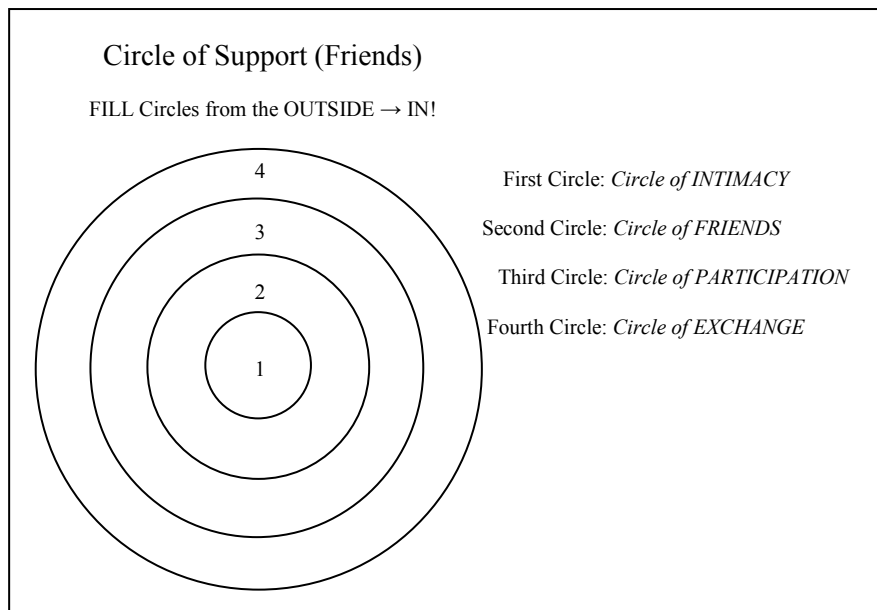 Circle of Support (Friends)
FILL Circles from the OUTSIDE → IN!
4
3
2
1
First Circle: Circle of INTIMACY
Second Circle: Circle of FRIENDS
Third Circle: Circle of PARTICIPATION
Fourth Circle: Circle of EXCHANGE